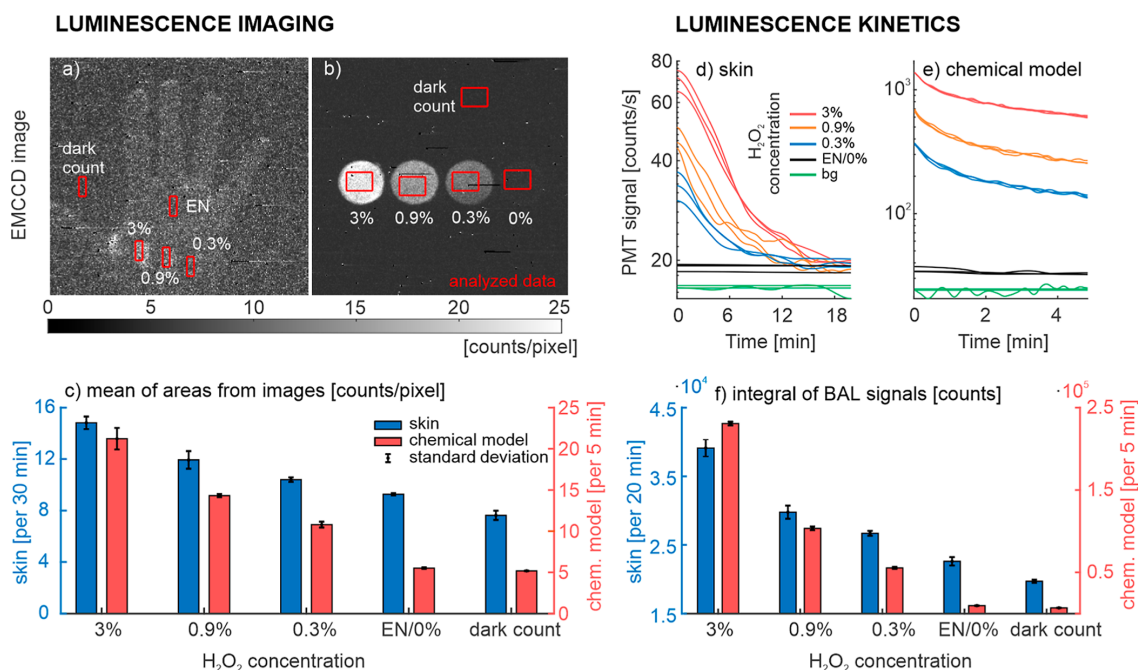 LUMINESCENCE IMAGING
LUMINESCENCE KINETICS
EMCCD image
a)
dark
count
EN
3%
0.9%
0.3%
0 5 10
b)
dark
count
3% 0.9% 0.3% 0%
analyzed data
0 5 10 15 20 25
[counts/pixel]
d) skin
PMT signal [counts/s]
80
60
40
20
0 6 12 18
Time [min]
H₂O₂
concentration
3%
0.9%
0.3%
EN/0%
bg
e) chemical model
10³
10²
0 2 4
Time [min]
c) mean of areas from images [counts/pixel]
skin
chemical model
standard deviation
skin [per 30 min]
16
12
8
4
0
chem. model [per 5 min]
25
20
15
10
5
0
3% 0.9% 0.3% EN/0% dark count
H₂O₂ concentration
f) integral of BAL signals [counts]
·10⁴
skin [per 20 min]
4.5
3.5
2.5
15
·10⁵
chem. model [per 5 min]
2.5
1.5
0.5
0
3% 0.9% 0.3% EN/0% dark count
H₂O₂ concentration